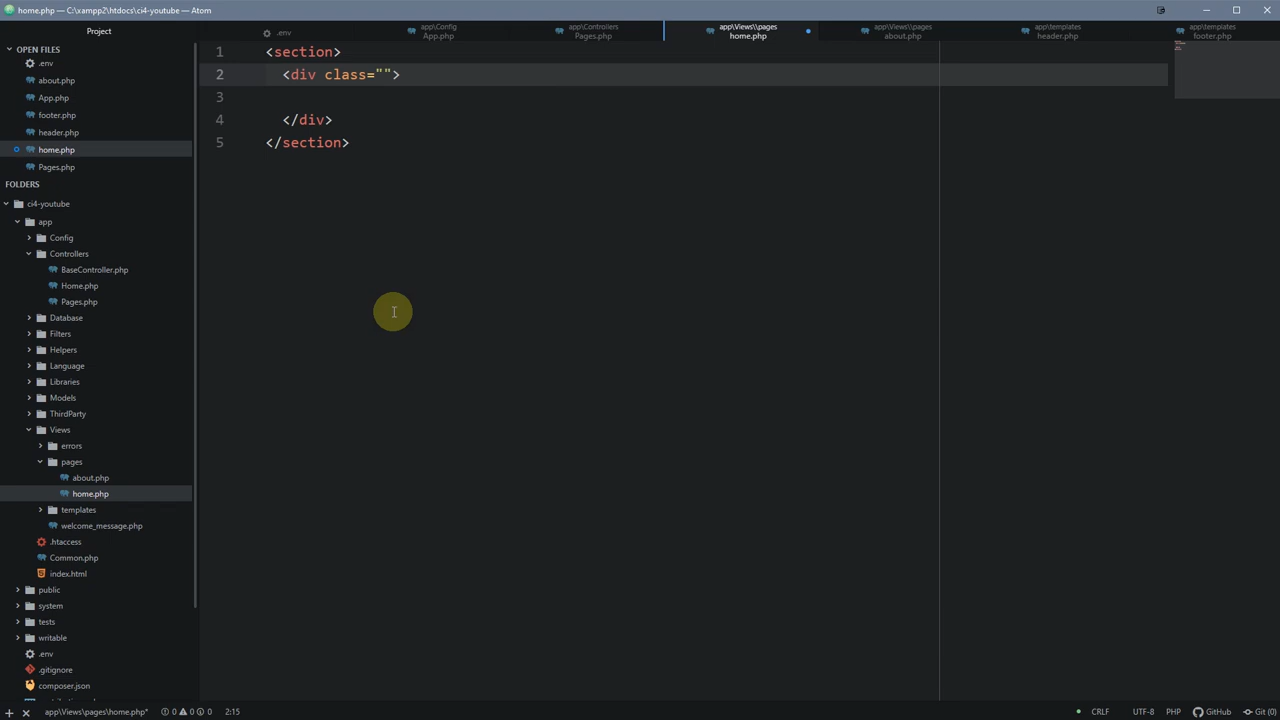 home.php — C:\xampp2\htdocs\ci4-youtube — Atom
Project
OPEN FILES
.env
about.php
App.php
footer.php
header.php
home.php
Pages.php
FOLDERS
ci4-youtube
app
Config
Controllers
BaseController.php
Home.php
Pages.php
Database
Filters
Helpers
Language
Libraries
Models
ThirdParty
Views
errors
pages
about.php
home.php
templates
welcome_message.php
.htaccess
Common.php
index.html
public
system
tests
writable
.env
.gitignore
composer.json
.env
app\Config
App.php
app\Controllers
Pages.php
app\Views\pages
home.php
app\Views\pages
about.php
app\templates
header.php
app\templates
footer.php
1 <section>
2 <div class="">
3
4 </div>
5 </section>
app\Views\pages\home.php* 0 0 0 2:15
CRLF UTF-8 PHP GitHub Git (0)